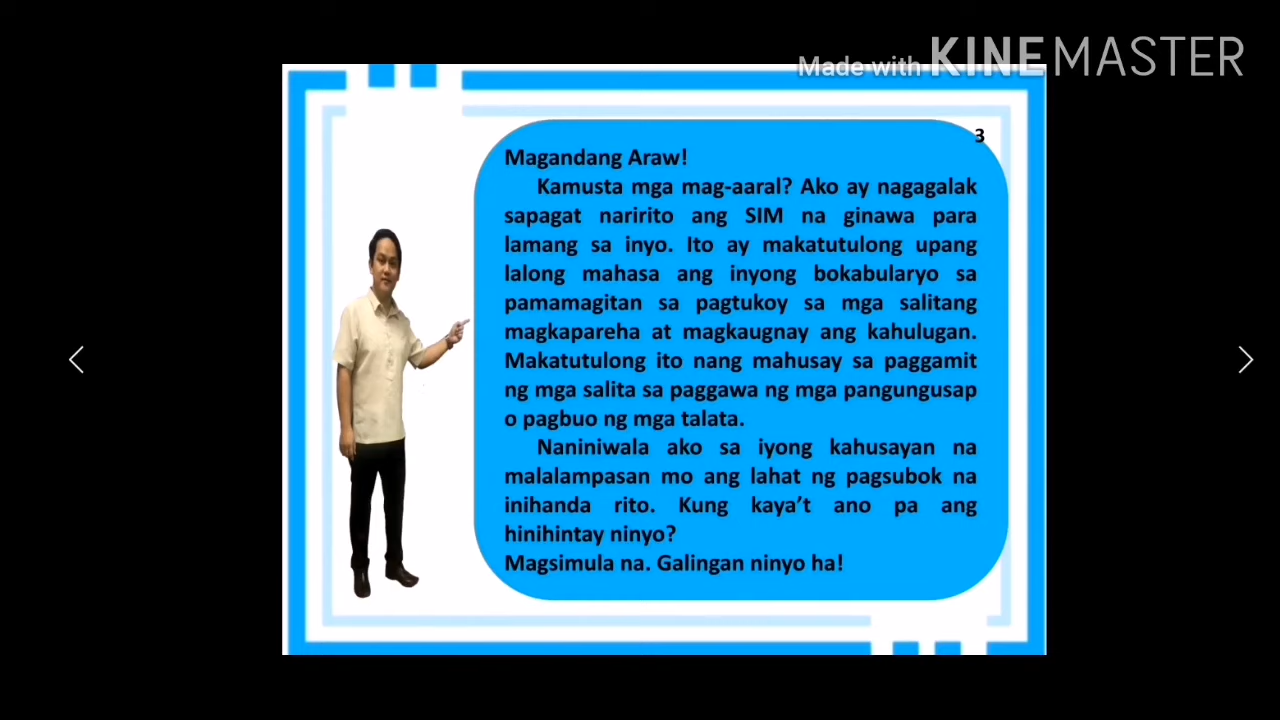 Made with KINEMASTER
3
Magandang Araw!
Kamusta mga mag-aaral? Ako ay nagagalak
sapagat naririto ang SIM na ginawa para
lamang sa inyo. Ito ay makatutulong upang
lalong mahasa ang inyong bokabularyo sa
pamamagitan sa pagtukoy sa mga salitang
magkapareha at magkaugnay ang kahulugan.
Makatutulong ito nang mahusay sa paggamit
ng mga salita sa paggawa ng mga pangungusap
o pagbuo ng mga talata.
Naniniwala ako sa iyong kahusayan na
malalampasan mo ang lahat ng pagsubok na
inihanda rito. Kung kaya't ano pa ang
hinihintay ninyo?
Magsimula na. Galingan ninyo ha!